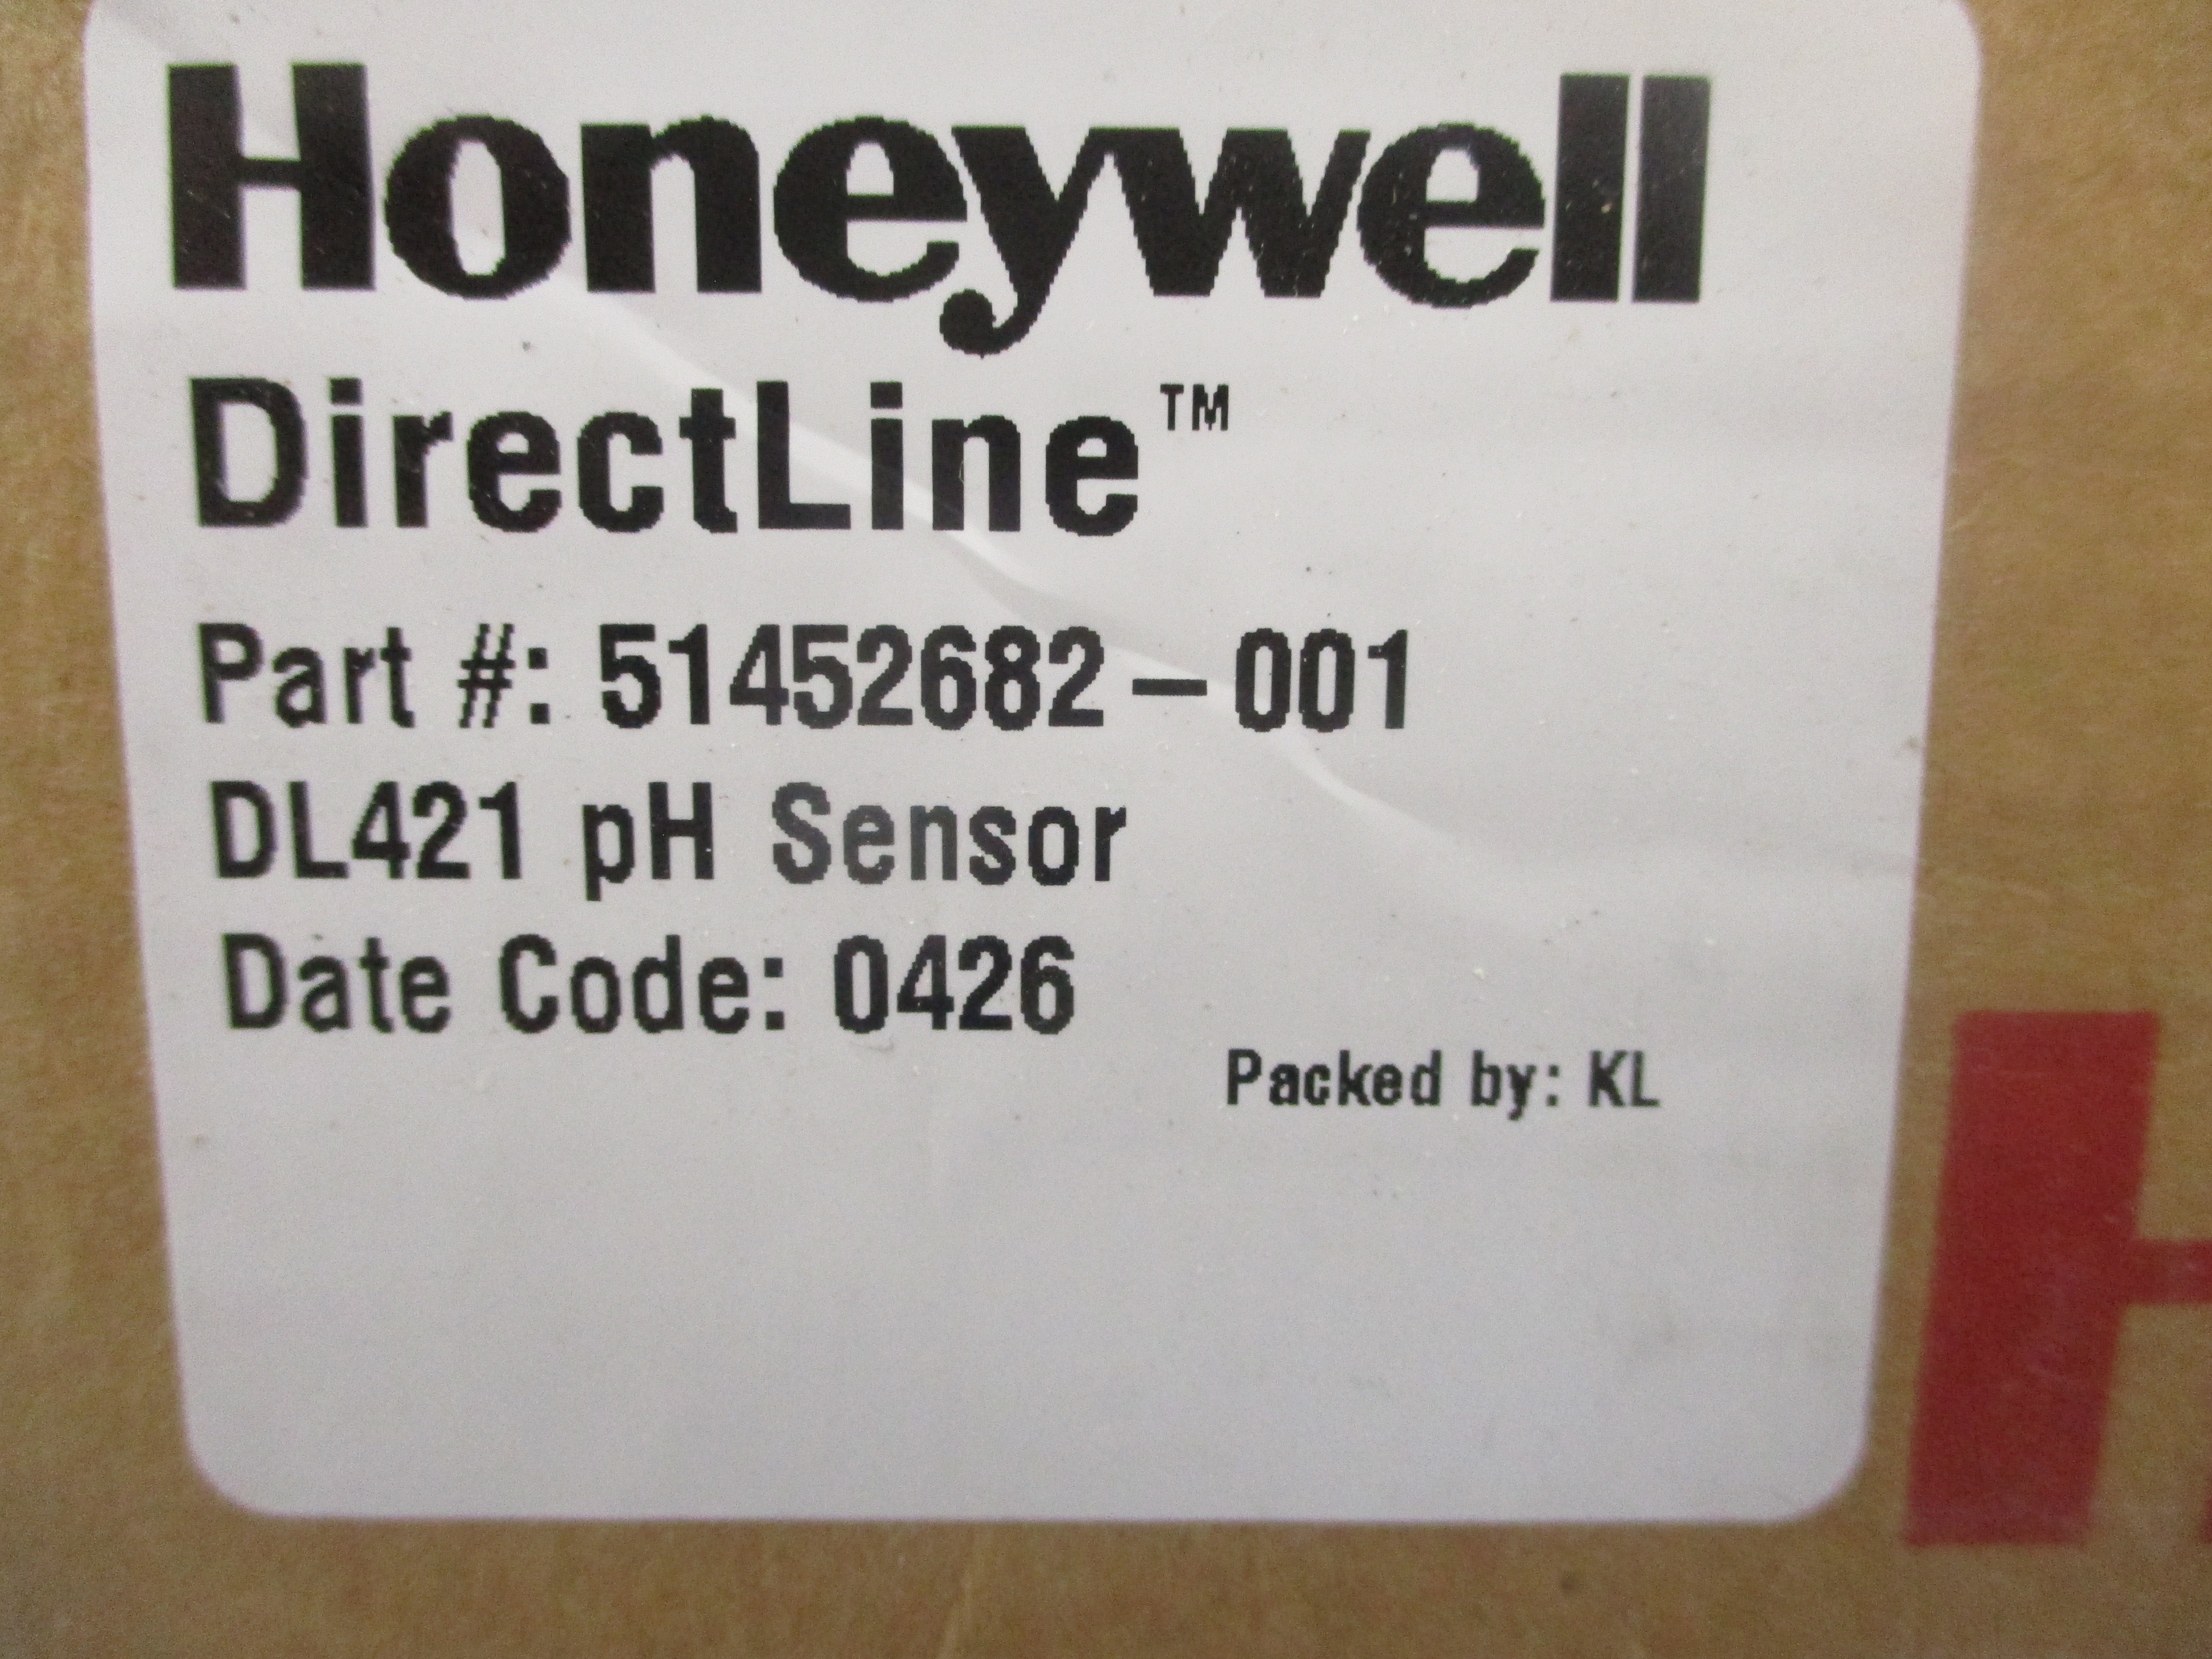 Honeywell
DirectLine™
Part #: 51452682-001
DL421 pH Sensor
Date Code: 0426
Packed by: KL
H